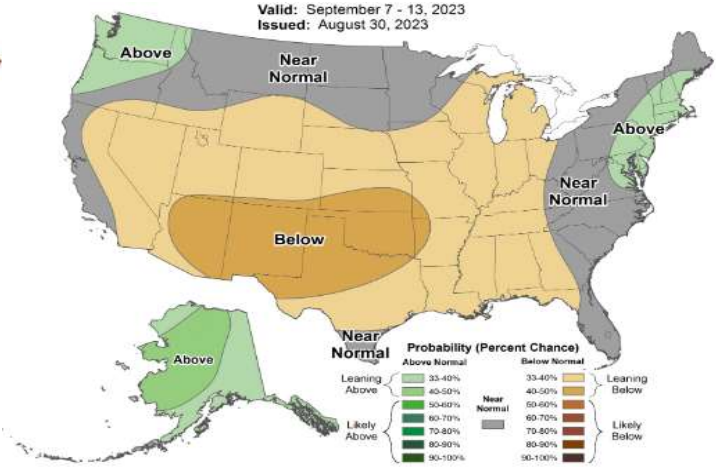 Valid: September 7 - 13, 2023
Issued: August 30, 2023
Above
Near
Normal
Above
Near
Normal
Below
Near
Normal
Above
Probability (Percent Chance)
Above Normal
Below Normal
Leaning
Above
33-40%
40-50%
Likely
Above
50-60%
60-70%
70-80%
80-90%
90-100%
Near
Normal
33-40%
40-50%
Leaning
Below
50-60%
60-70%
70-80%
80-90%
90-100%
Likely
Below